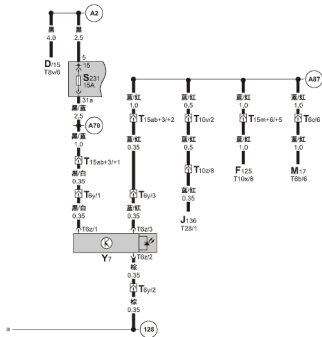 A2
黑
4.0
黑
2.5
D/15
T8v/6
5
15
S231
15A
31a
黑/蓝
2.5
A70
黑/蓝
1.0
T15ab+3/+1
黑/白
0.35
T6y/1
黑/白
0.35
T6z/1
A87
蓝/红
1.0
T15ab+3/+2
蓝/红
0.35
T6y/3
蓝/红
0.35
T6z/3
蓝/红
0.5
T10v/2
蓝/红
0.5
T10z/8
蓝/红
0.35
J136
T28/1
蓝/红
1.0
T15m+6/+5
蓝/红
1.0
F125
T10x/8
蓝/红
1.0
T6c/6
蓝/红
1.0
M17
T6b/6
Y7
T6z/2
棕
0.35
T6y/2
棕
0.35
a
128